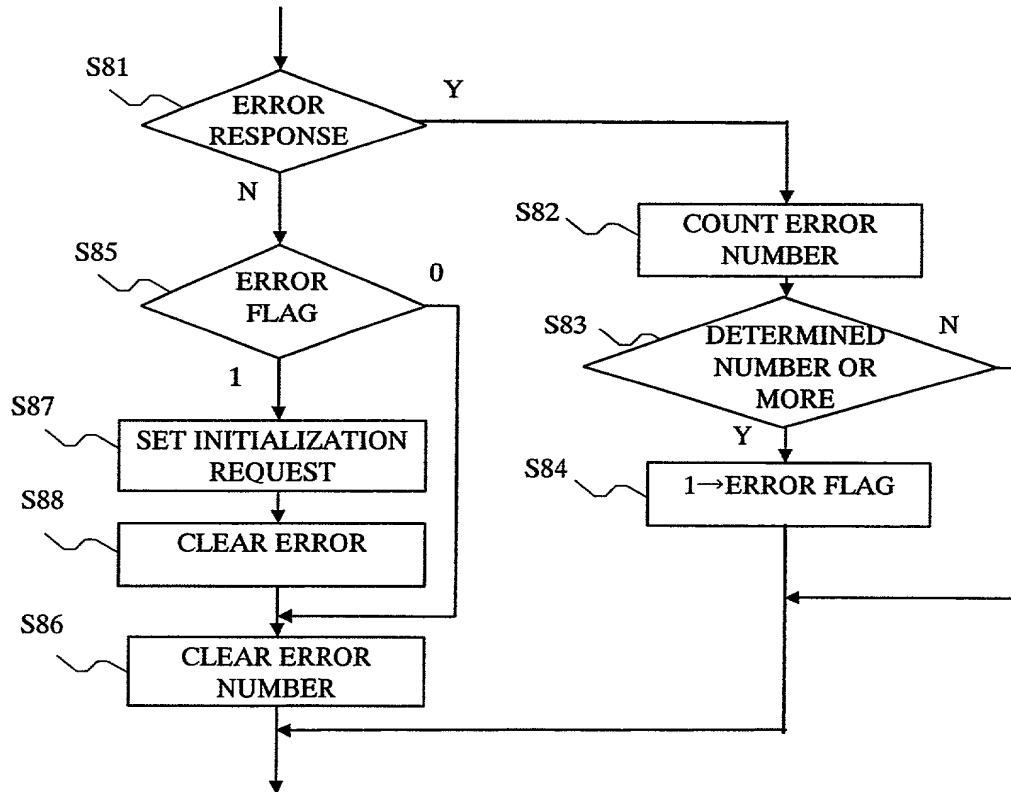 S81
ERROR
RESPONSE
Y
N
S82
COUNT ERROR
NUMBER
S85
ERROR
FLAG
0
1
S83
DETERMINED
NUMBER OR
MORE
N
Y
S87
SET INITIALIZATION
REQUEST
S84
1→ERROR FLAG
S88
CLEAR ERROR
S86
CLEAR ERROR
NUMBER